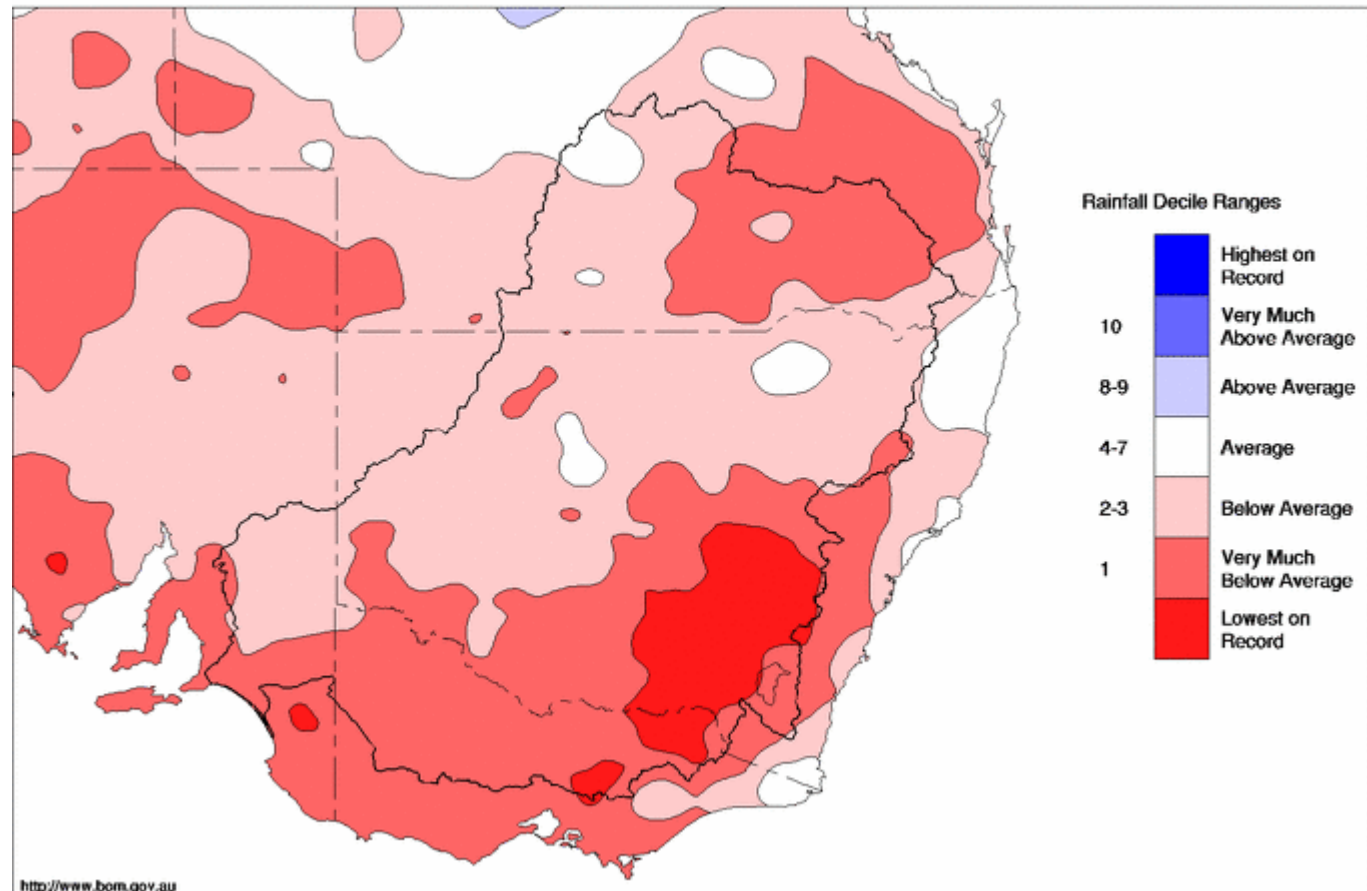 Rainfall Decile Ranges
Highest on
Record
10
Very Much
Above Average
8-9
Above Average
4-7
Average
2-3
Below Average
1
Very Much
Below Average
Lowest on
Record
http://www.bom.gov.au